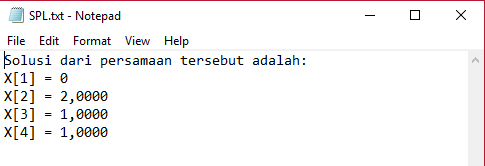 SPL.txt - Notepad
File Edit Format View Help
Solusi dari persamaan tersebut adalah:
X[1] = 0
X[2] = 2,0000
X[3] = 1,0000
X[4] = 1,0000